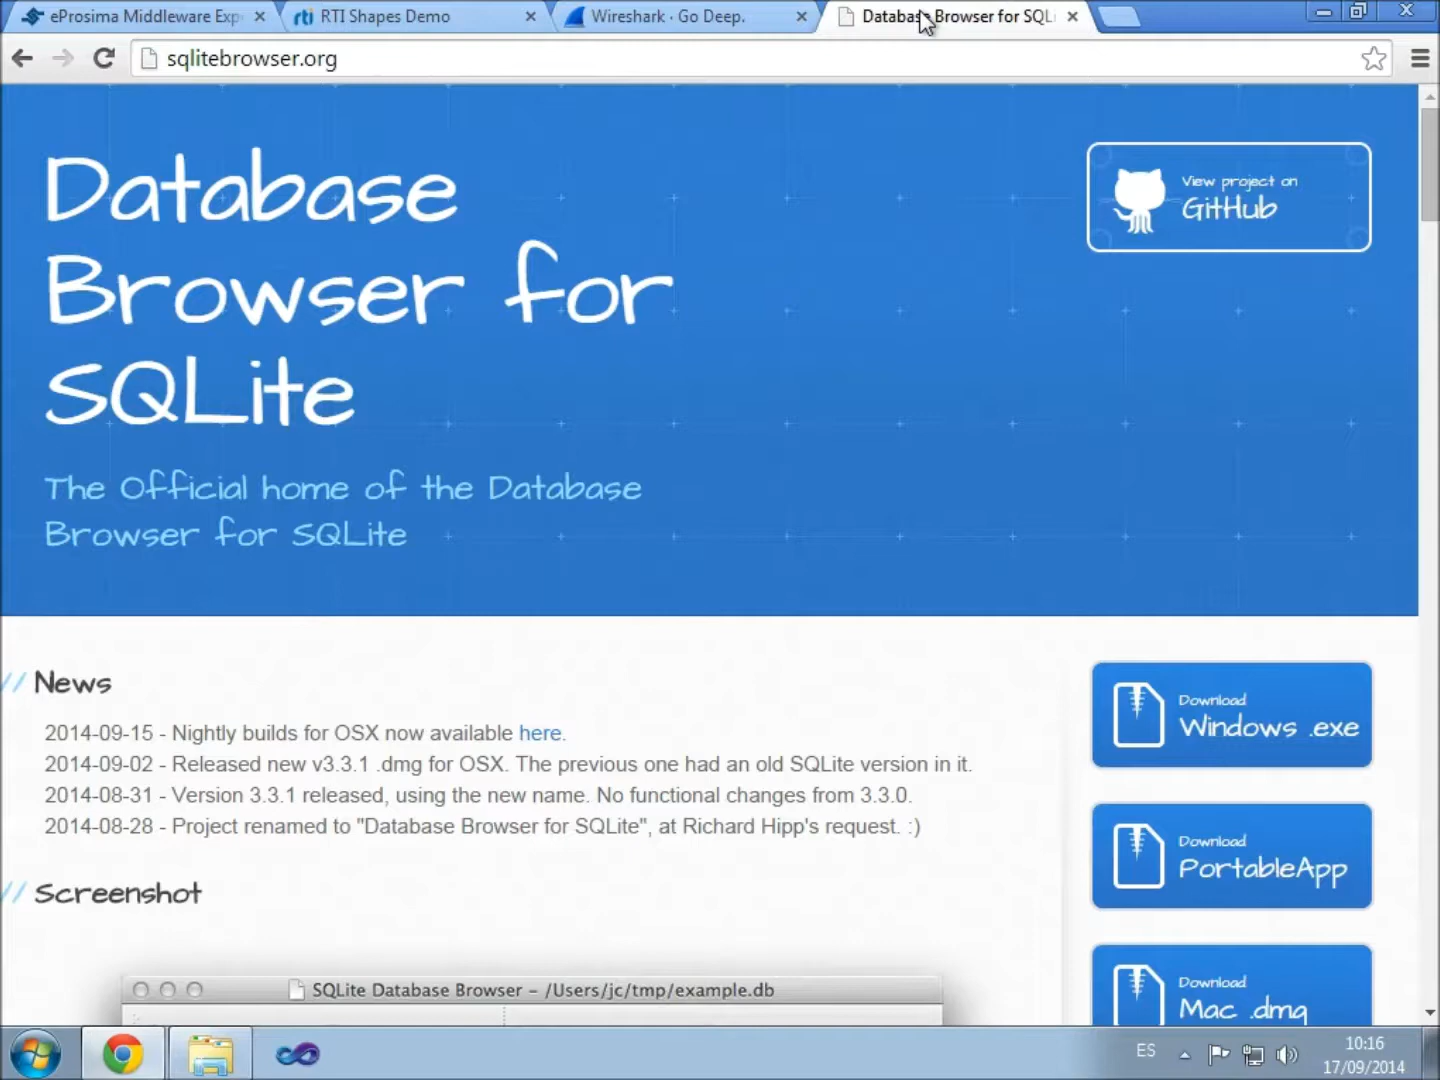 eProsima Middleware Exp
RTI Shapes Demo
Wireshark · Go Deep.
Database Browser for SQLi
sqlitebrowser.org
Database
Browser for
SQLite
View project on
GitHub
The Official home of the Database
Browser for SQLite
// News
2014-09-15 - Nightly builds for OSX now available here.
2014-09-02 - Released new v3.3.1 .dmg for OSX. The previous one had an old SQLite version in it.
2014-08-31 - Version 3.3.1 released, using the new name. No functional changes from 3.3.0.
2014-08-28 - Project renamed to "Database Browser for SQLite", at Richard Hipp's request. :)
Download
Windows .exe
Download
PortableApp
Download
Mac .dmg
// Screenshot
SQLite Database Browser – /Users/jc/tmp/example.db
ES
10:16
17/09/2014